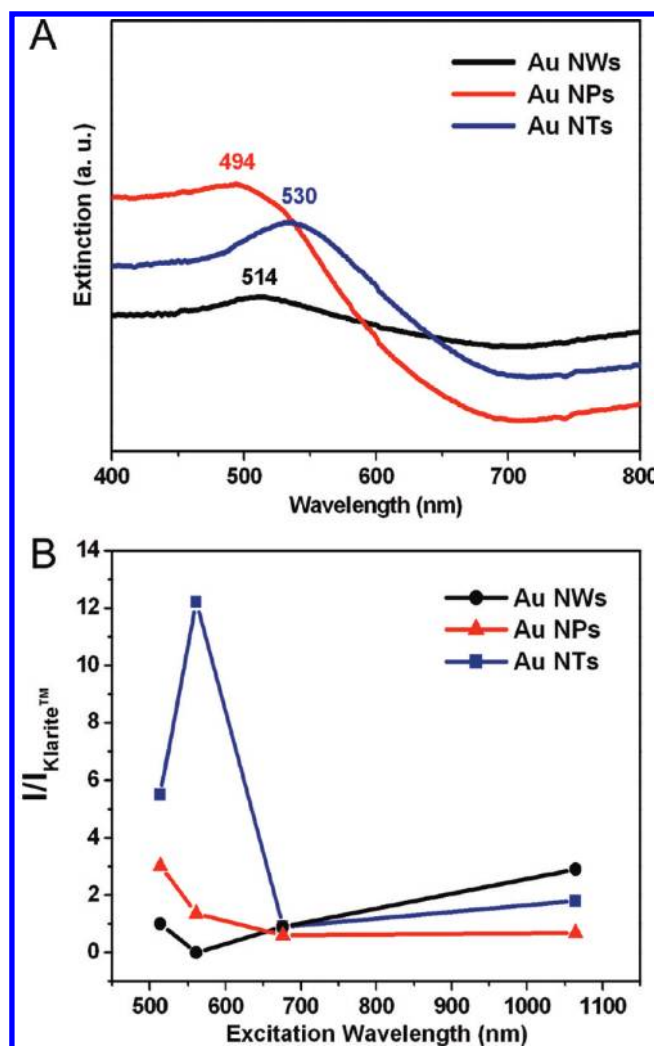 A
Au NWs
Au NPs
Au NTs
494
530
514
Extinction (a. u.)
400 500 600 700 800
Wavelength (nm)
B
14
12
10
8
6
4
2
0
Au NWs
Au NPs
Au NTs
I/I Klarite™
500 600 700 800 900 1000 1100
Excitation Wavelength (nm)